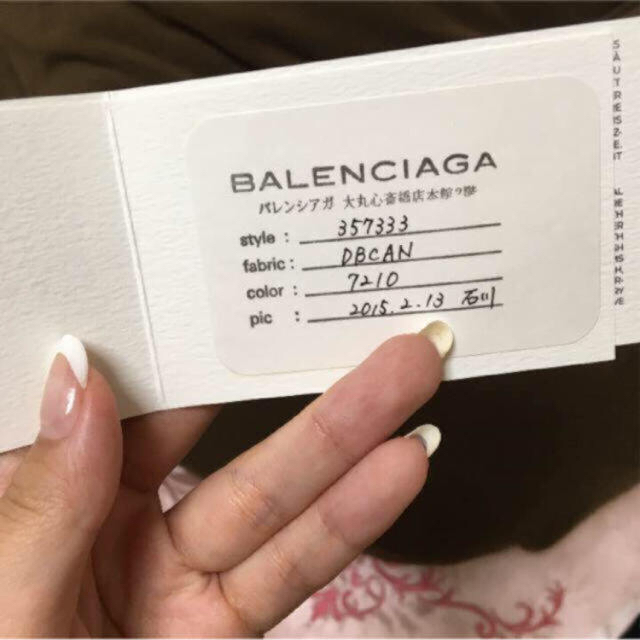 BALENCIAGA
バレンシアガ 大丸心斎橋店本館2階
style : 357333
fabric : DBCAN
color : 7210
pic : 2015.2.13 石川